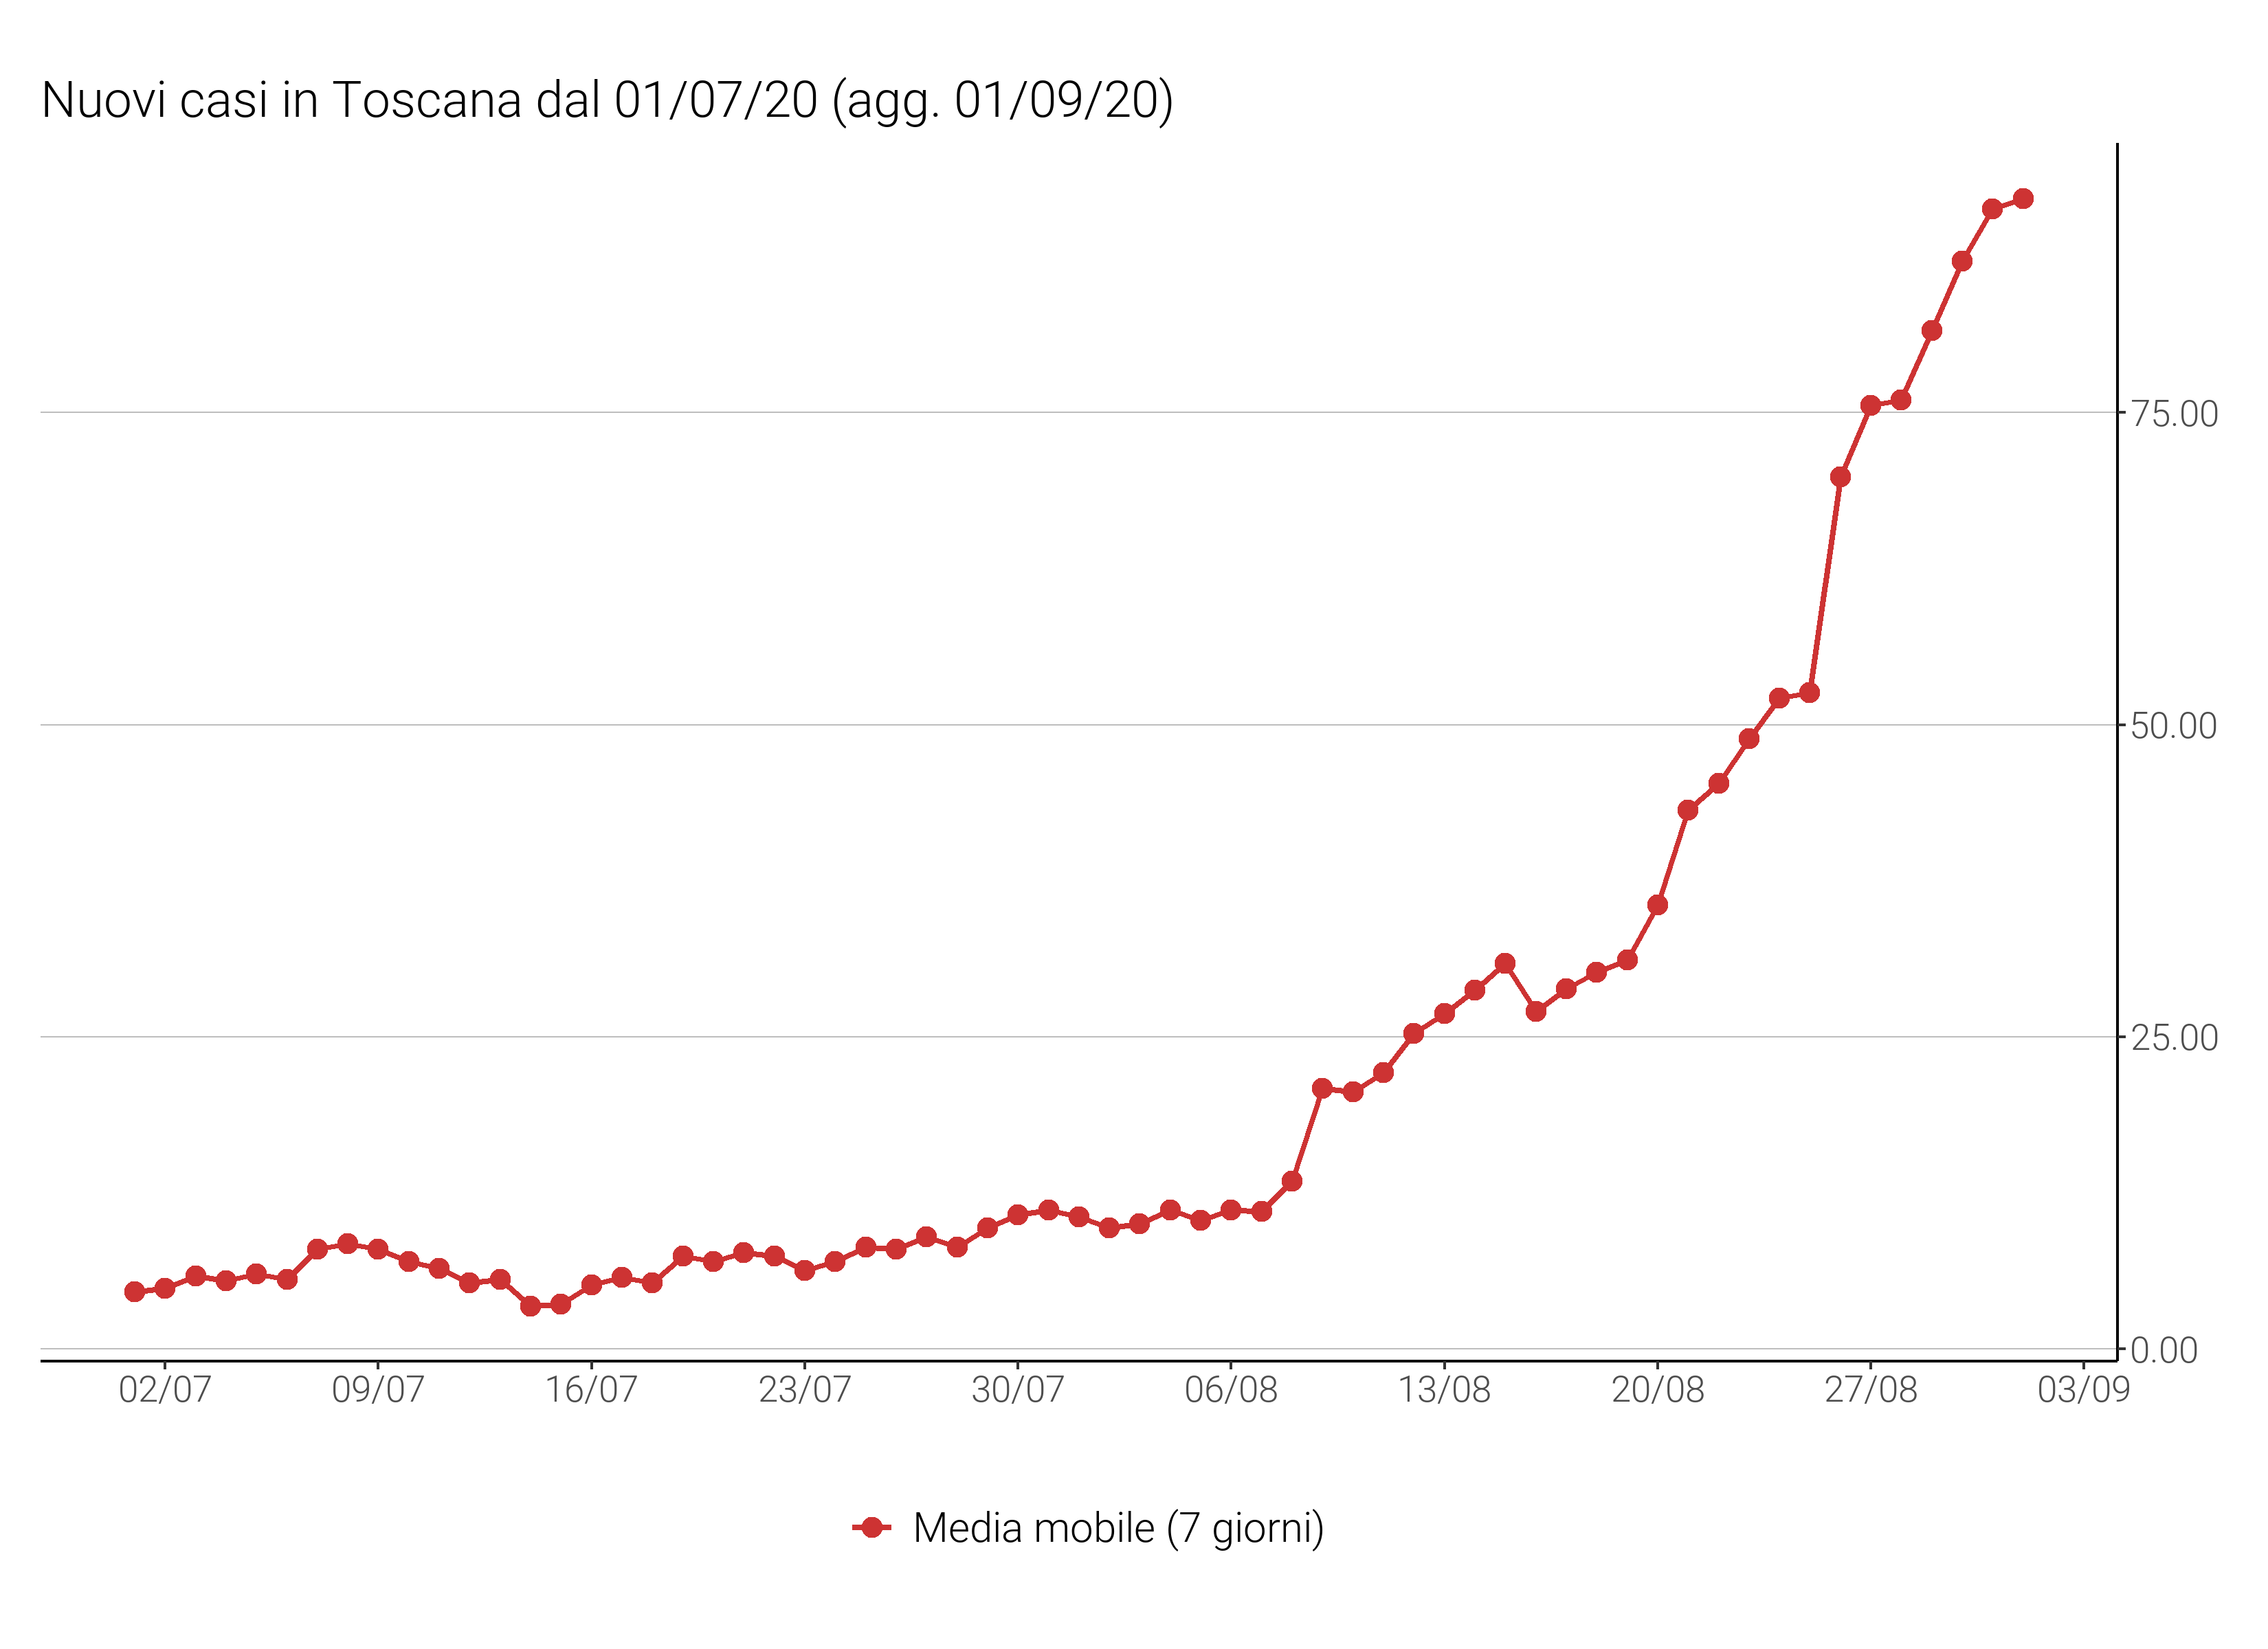 Nuovi casi in Toscana dal 01/07/20 (agg. 01/09/20)
75.00
50.00
25.00
0.00
02/07 09/07 16/07 23/07 30/07 06/08 13/08 20/08 27/08 03/09
Media mobile (7 giorni)